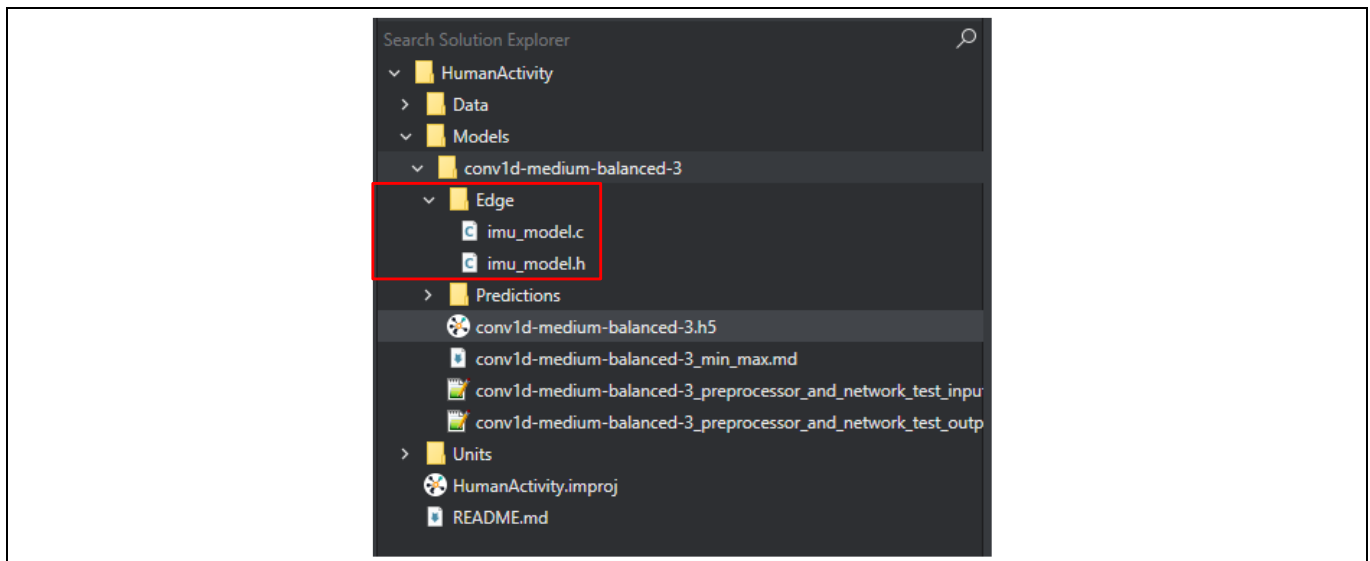 Search Solution Explorer
HumanActivity
Data
Models
conv1d-medium-balanced-3
Edge
imu_model.c
imu_model.h
Predictions
conv1d-medium-balanced-3.h5
conv1d-medium-balanced-3_min_max.md
conv1d-medium-balanced-3_preprocessor_and_network_test_inpu
conv1d-medium-balanced-3_preprocessor_and_network_test_outp
Units
HumanActivity.improj
README.md